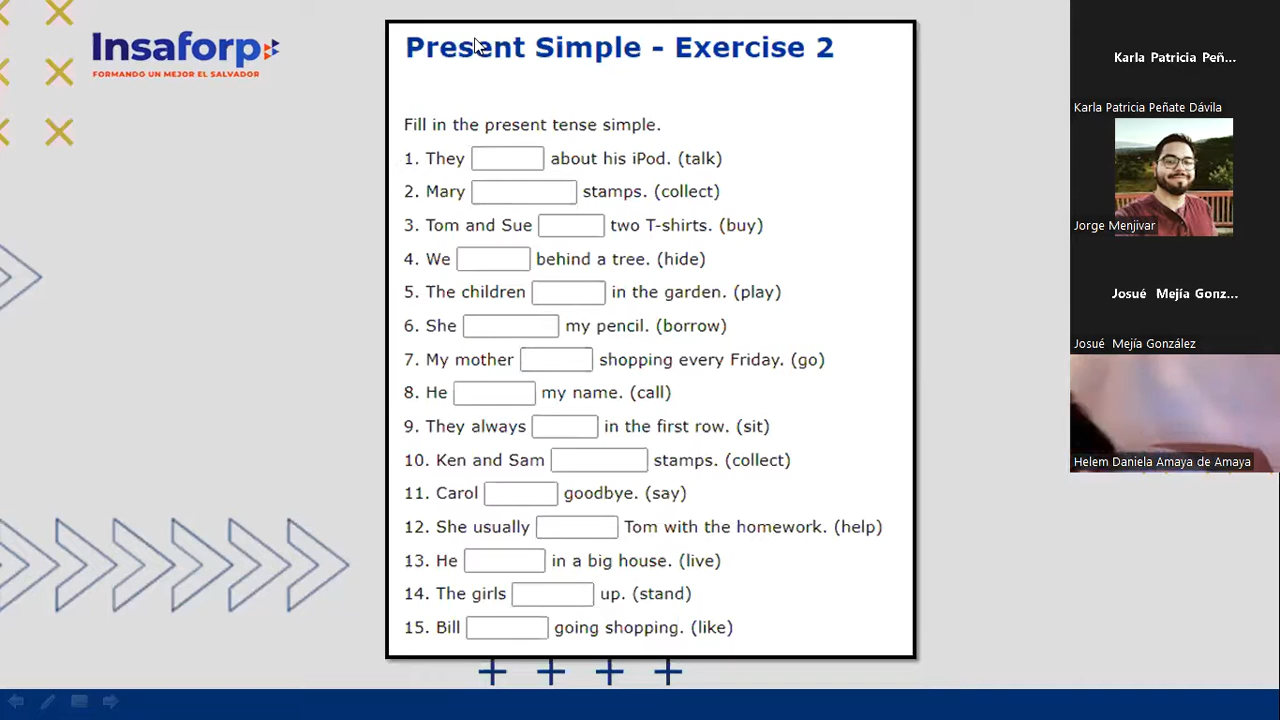 Insaforp
FORMANDO UN MEJOR EL SALVADOR
Present Simple - Exercise 2
Fill in the present tense simple.
1. They about his iPod. (talk)
2. Mary stamps. (collect)
3. Tom and Sue two T-shirts. (buy)
4. We behind a tree. (hide)
5. The children in the garden. (play)
6. She my pencil. (borrow)
7. My mother shopping every Friday. (go)
8. He my name. (call)
9. They always in the first row. (sit)
10. Ken and Sam stamps. (collect)
11. Carol goodbye. (say)
12. She usually Tom with the homework. (help)
13. He in a big house. (live)
14. The girls up. (stand)
15. Bill going shopping. (like)
Karla Patricia Peñ...
Karla Patricia Peñate Dávila
Jorge Menjivar
Josué Mejía Gonz...
Josué Mejía González
Helem Daniela Amaya de Amaya